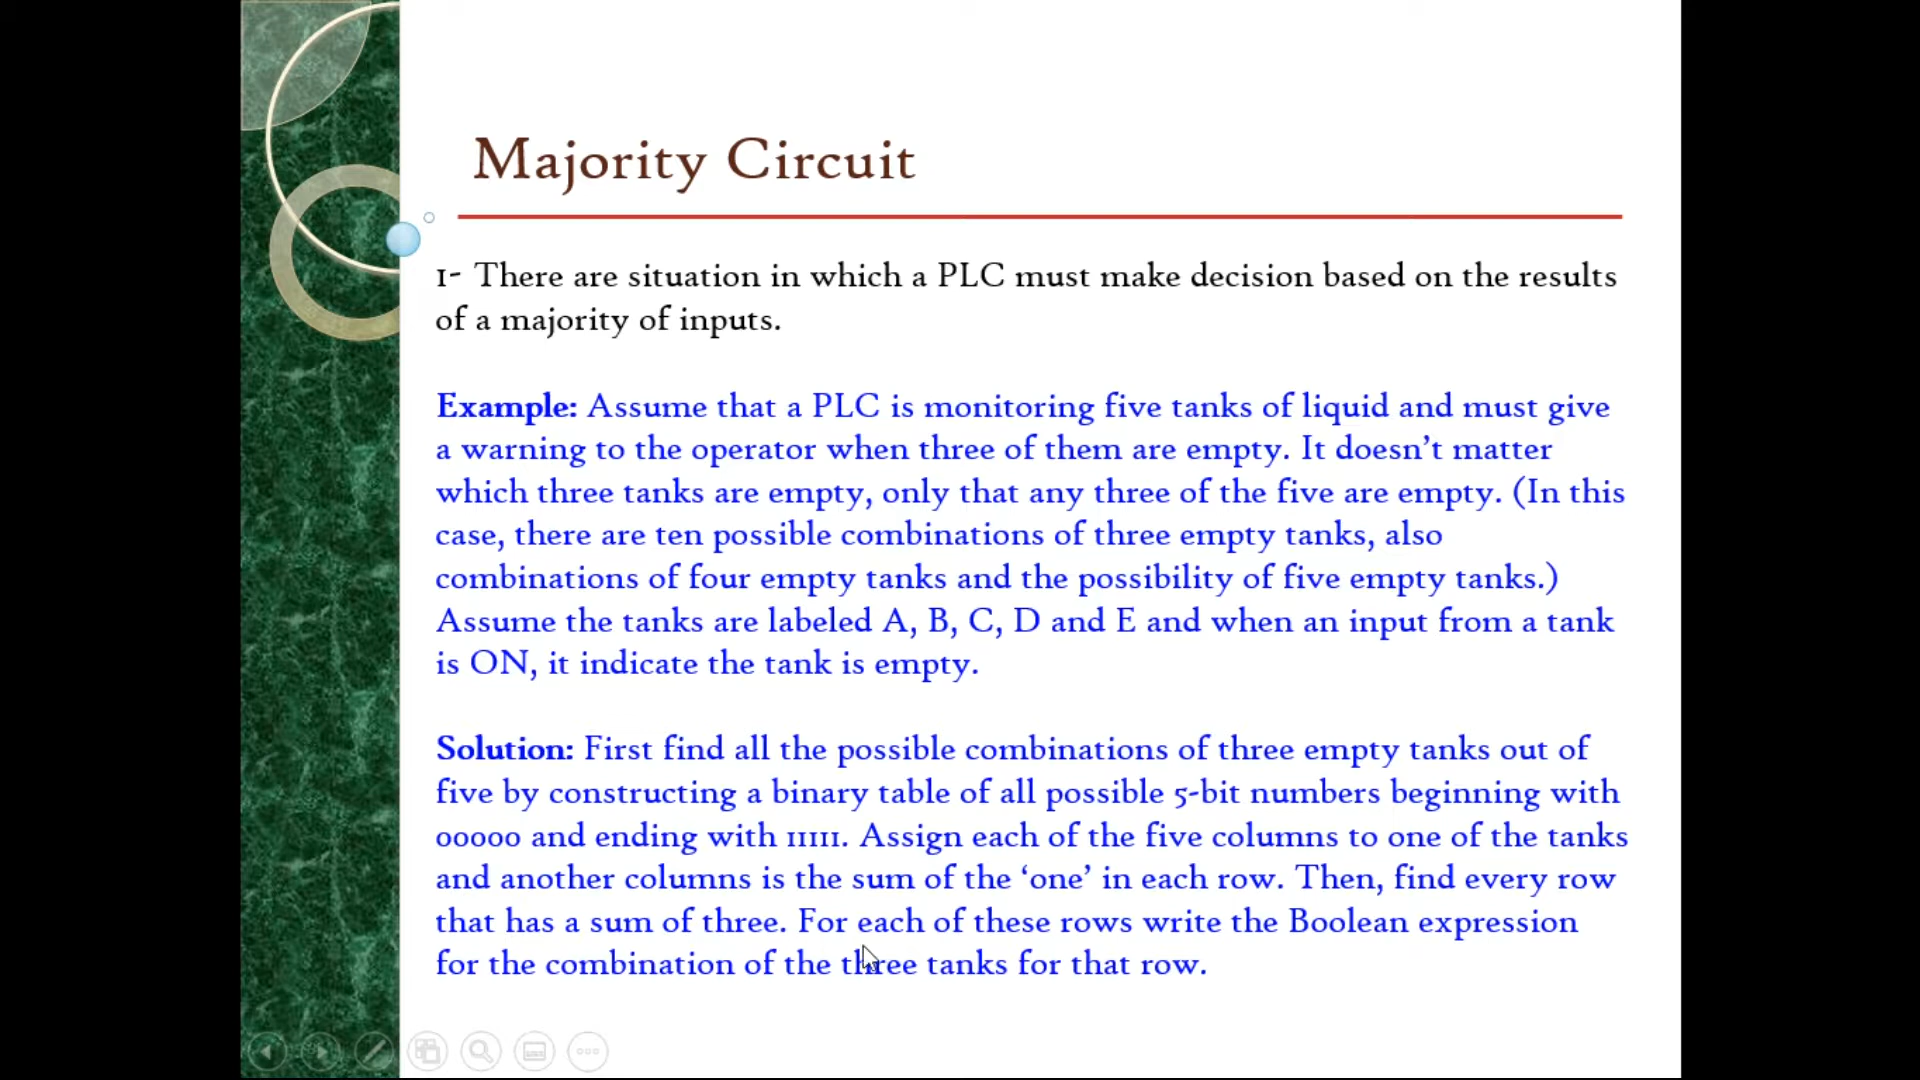 Majority Circuit
1- There are situation in which a PLC must make decision based on the results
of a majority of inputs.
Example: Assume that a PLC is monitoring five tanks of liquid and must give
a warning to the operator when three of them are empty. It doesn’t matter
which three tanks are empty, only that any three of the five are empty. (In this
case, there are ten possible combinations of three empty tanks, also
combinations of four empty tanks and the possibility of five empty tanks.)
Assume the tanks are labeled A, B, C, D and E and when an input from a tank
is ON, it indicate the tank is empty.
Solution: First find all the possible combinations of three empty tanks out of
five by constructing a binary table of all possible 5-bit numbers beginning with
00000 and ending with 11111. Assign each of the five columns to one of the tanks
and another columns is the sum of the ‘one’ in each row. Then, find every row
that has a sum of three. For each of these rows write the Boolean expression
for the combination of the three tanks for that row.